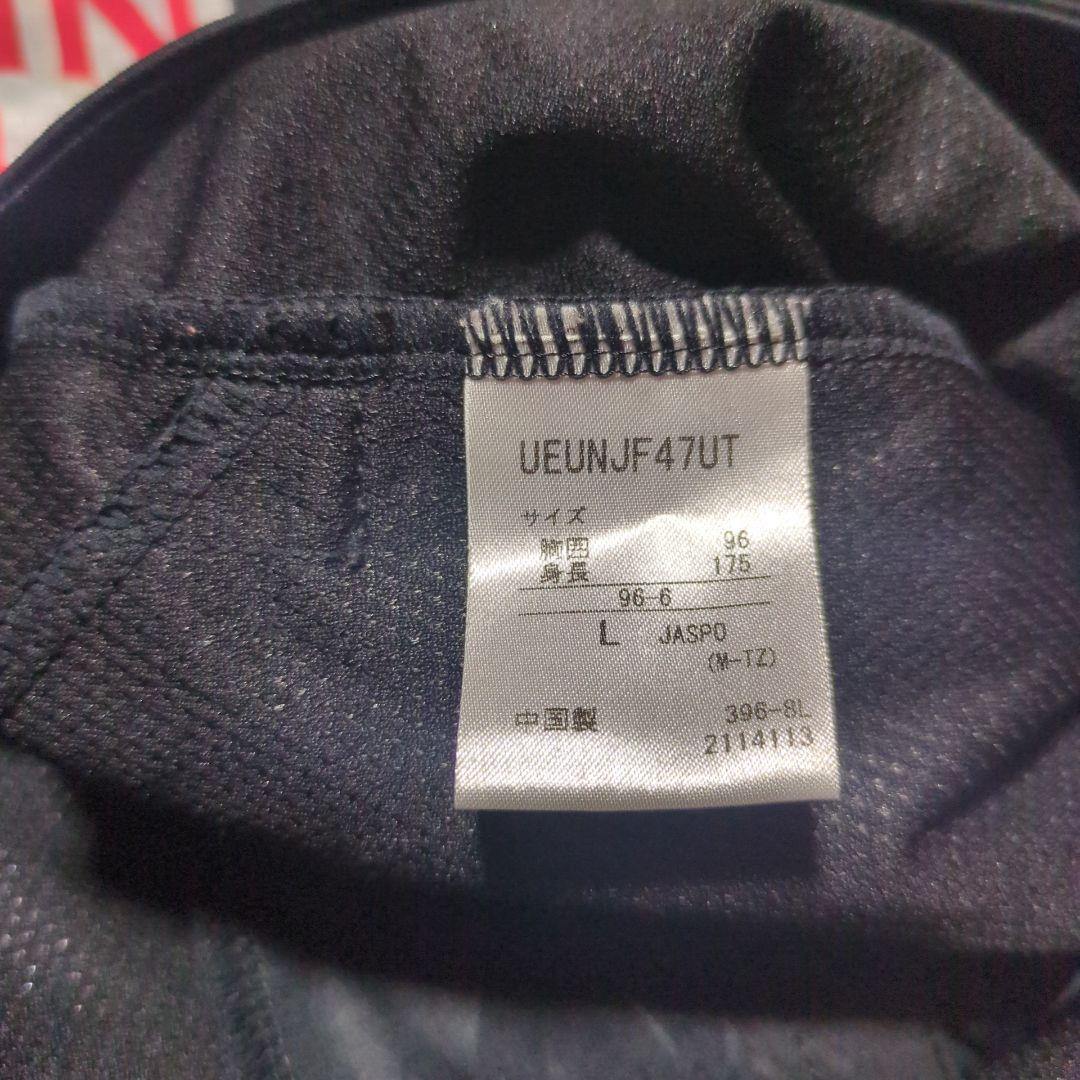 IN
UEUNJF47UT
サイズ
胸囲 96
身長 175
96-6
L JASPO
(M-TZ)
中国製 396-8L
2114113